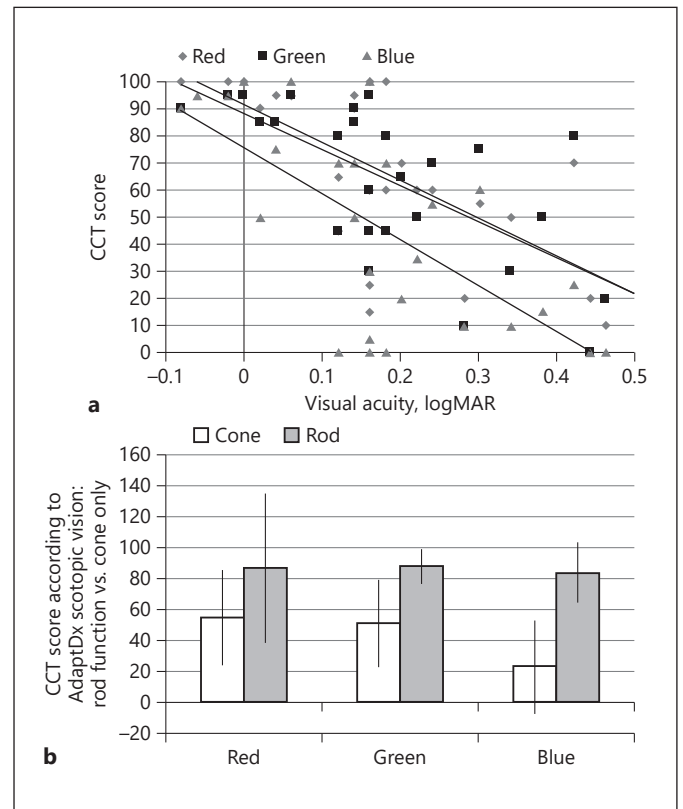 Red Green Blue
100
90
80
70
60
50
40
30
20
10
0
CCT score
–0.1 0 0.1 0.2 0.3 0.4 0.5
Visual acuity, logMAR
a
Cone Rod
160
140
120
100
80
60
40
20
0
–20
CCT score according to
AdaptDx scotopic vision:
rod function vs. cone only
Red Green Blue
b